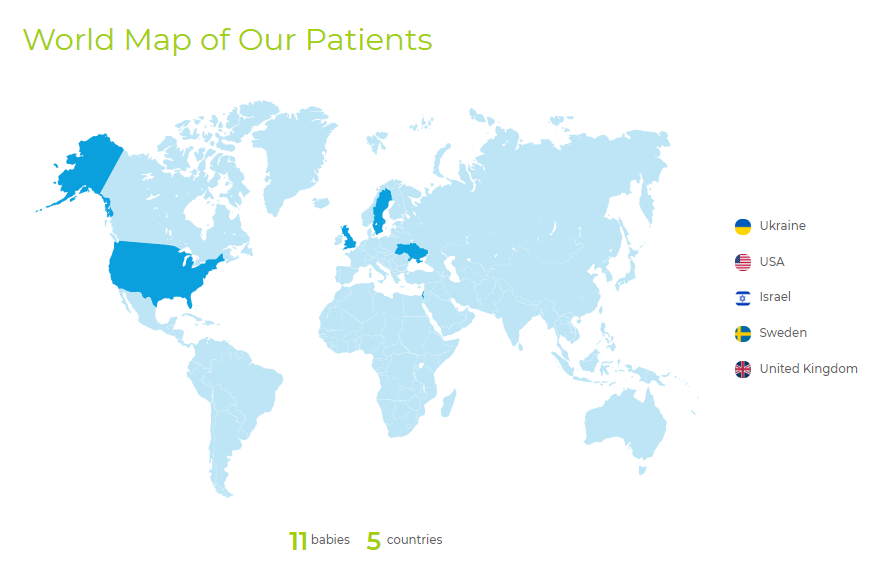 World Map of Our Patients
Ukraine
USA
Israel
Sweden
United Kingdom
11 babies 5 countries